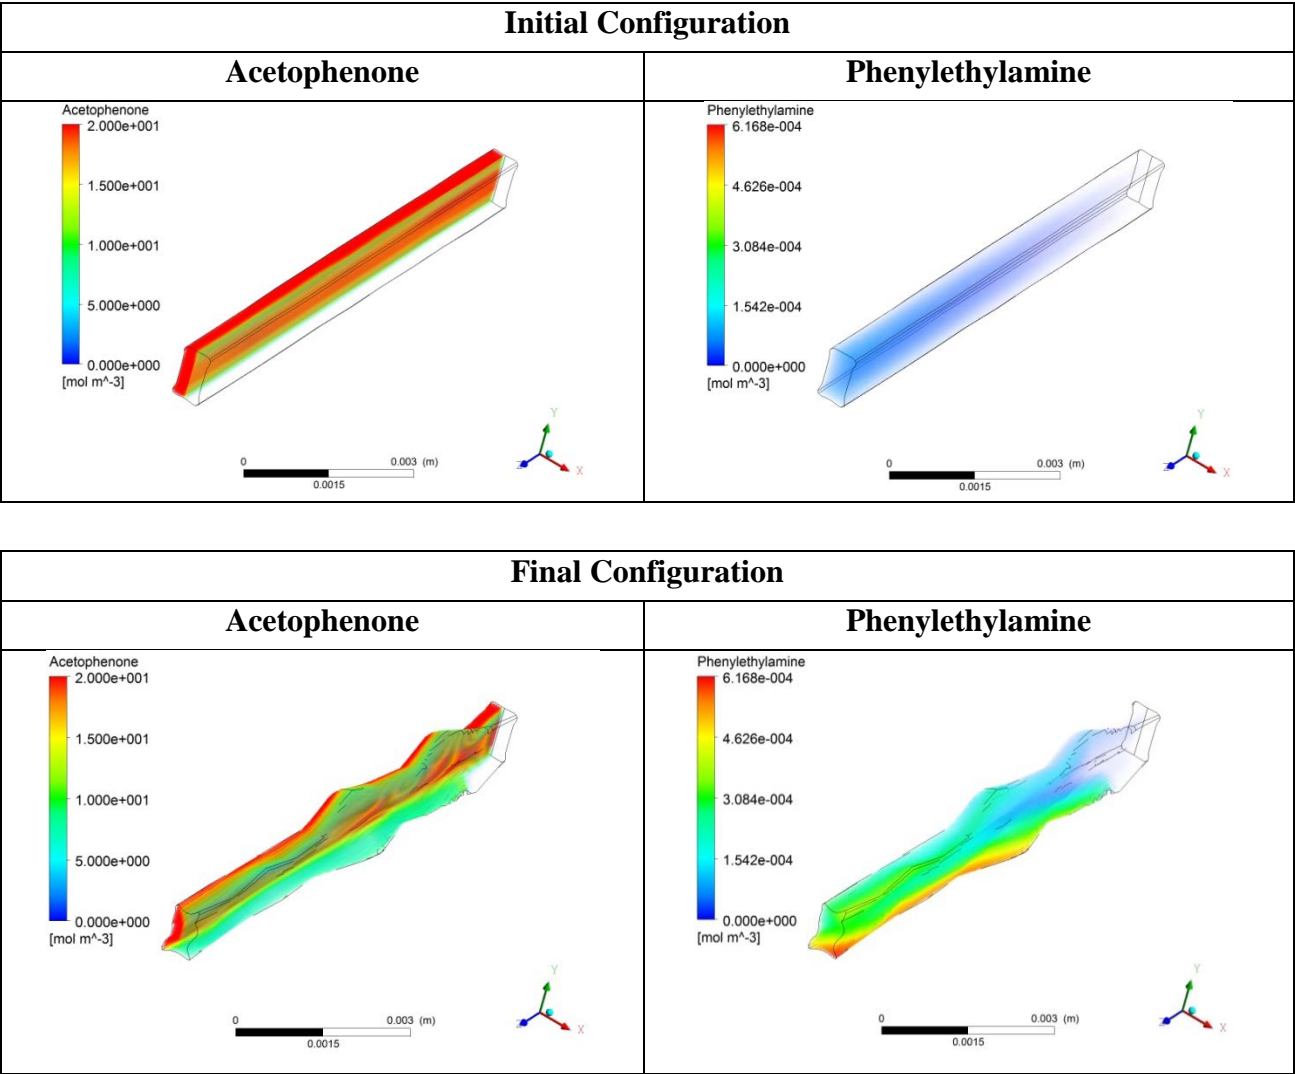 Initial Configuration
Acetophenone
Phenylethylamine
Acetophenone
2.000e+001
1.500e+001
1.000e+001
5.000e+000
0.000e+000
[mol m^-3]
0
0.003 (m)
0.0015
Y
Z
X
Phenylethylamine
6.168e-004
4.626e-004
3.084e-004
1.542e-004
0.000e+000
[mol m^-3]
0
0.003 (m)
0.0015
Y
Z
X
Final Configuration
Acetophenone
Phenylethylamine
Acetophenone
2.000e+001
1.500e+001
1.000e+001
5.000e+000
0.000e+000
[mol m^-3]
0
0.003 (m)
0.0015
Y
Z
X
Phenylethylamine
6.168e-004
4.626e-004
3.084e-004
1.542e-004
0.000e+000
[mol m^-3]
0
0.003 (m)
0.0015
Y
Z
X